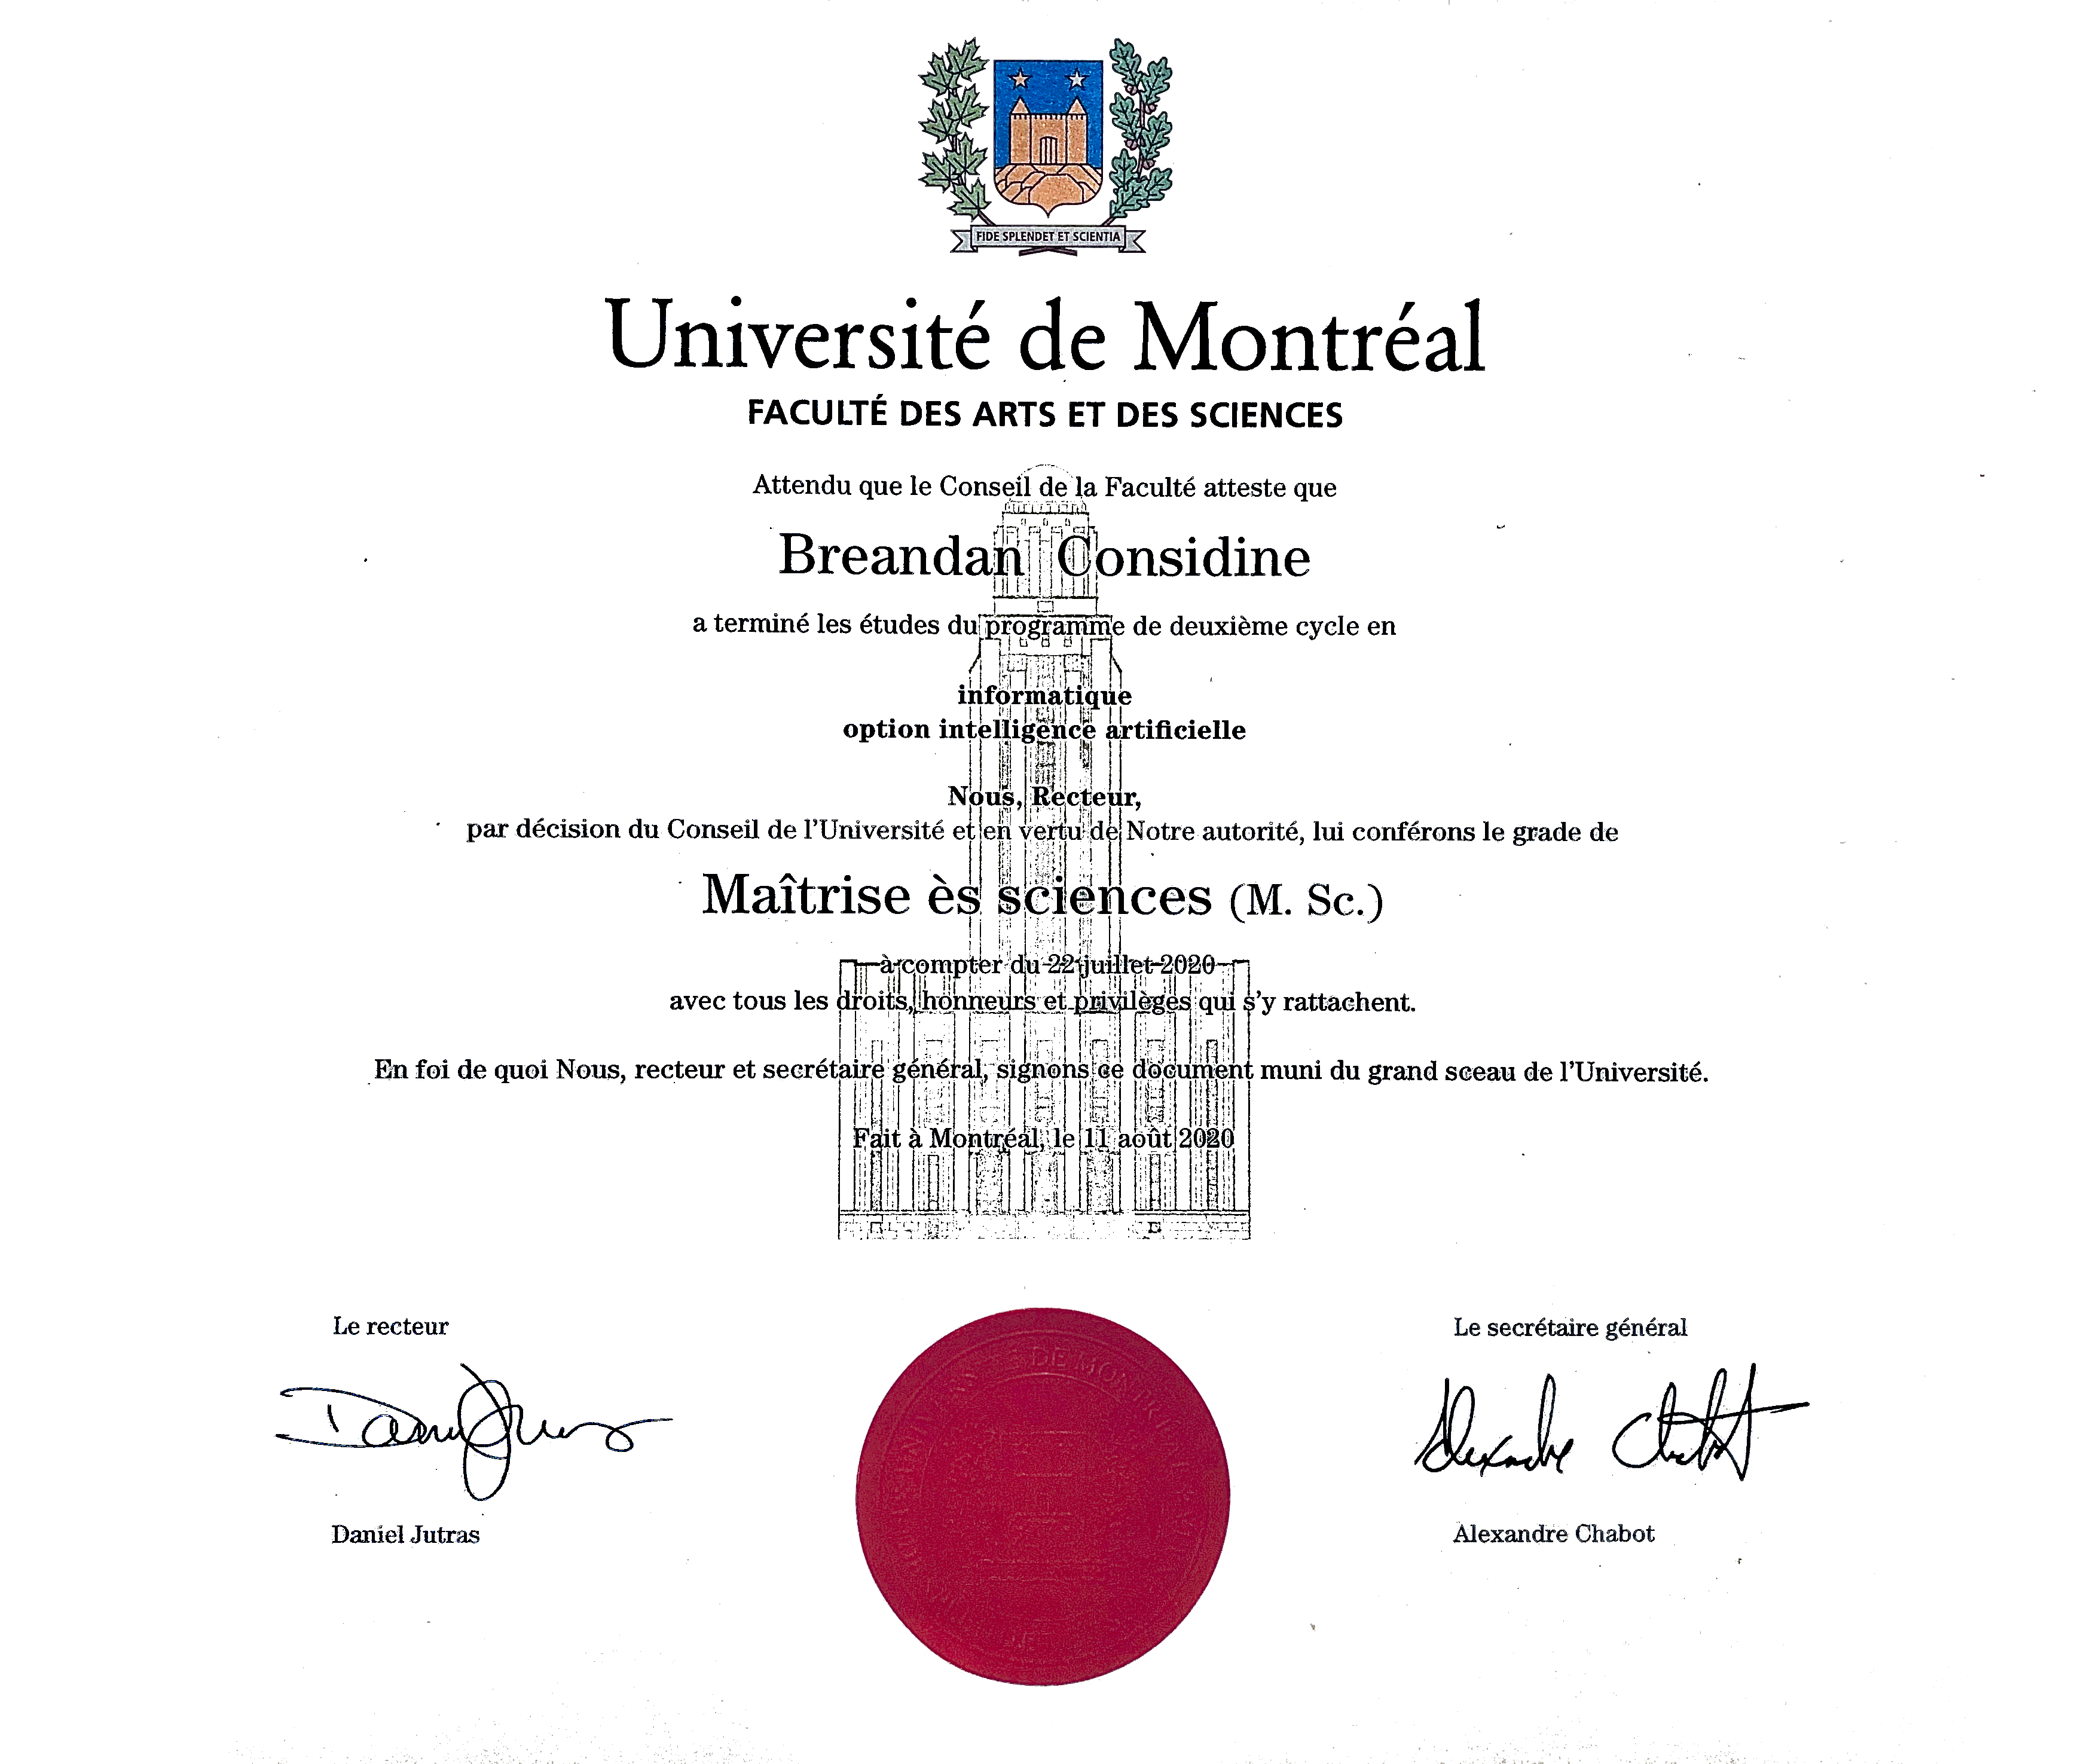 FIDE SPLENDET ET SCIENTIA
Université de Montréal
FACULTÉ DES ARTS ET DES SCIENCES
Attendu que le Conseil de la Faculté atteste que
Breandan Considine
a terminé les études du programme de deuxième cycle en
informatique
option intelligence artificielle
Nous, Recteur,
par décision du Conseil de l'Université et en vertu de Notre autorité, lui conférons le grade de
Maîtrise ès sciences (M. Sc.)
à compter du 22 juillet 2020
avec tous les droits, honneurs et privilèges qui s'y rattachent.
En foi de quoi Nous, recteur et secrétaire général, signons ce document muni du grand sceau de l'Université.
Fait à Montréal, le 11 août 2020
Le recteur
Le secrétaire général
DE MON
Alexandre Chabot
Daniel Jutras
Alexandre Chabot